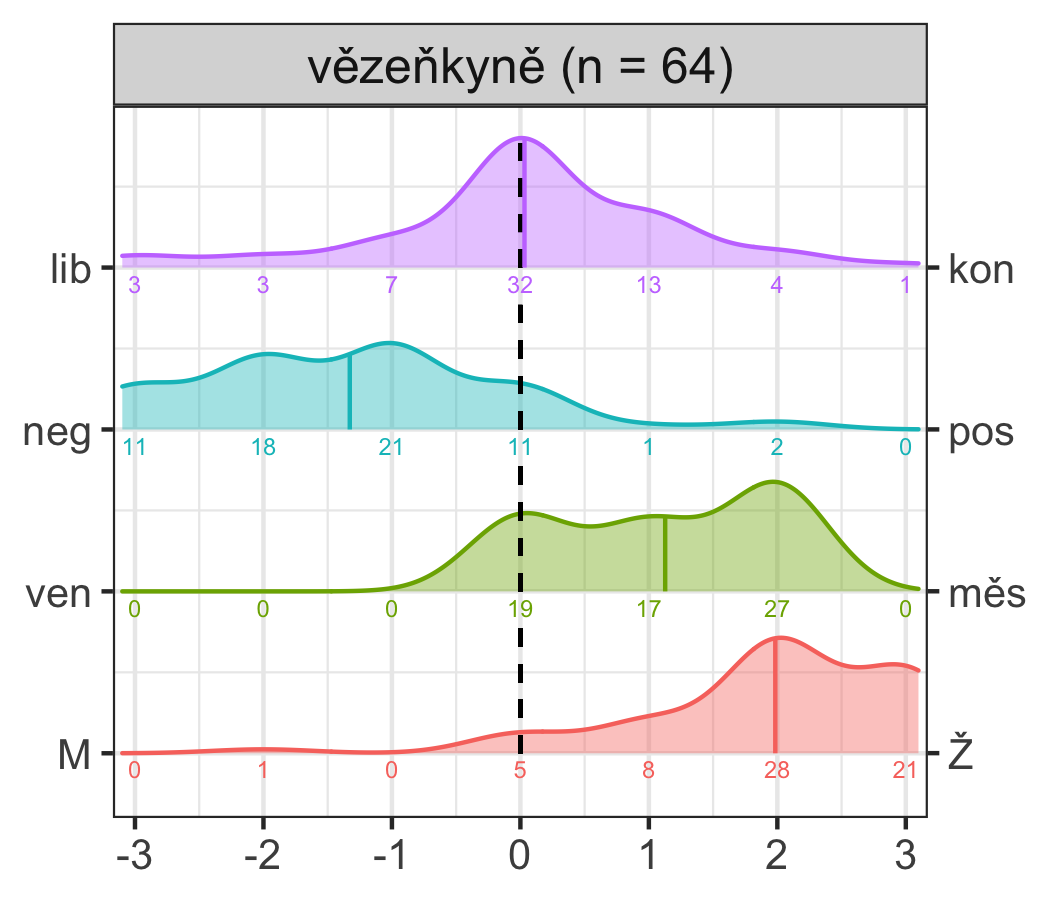 vězeňkyně (n = 64)
lib kon
3 3 7 32 13 4 1
neg pos
11 18 21 11 1 2 0
ven měs
0 0 0 19 17 27 0
M Ž
0 1 0 5 8 28 21
-3 -2 -1 0 1 2 3